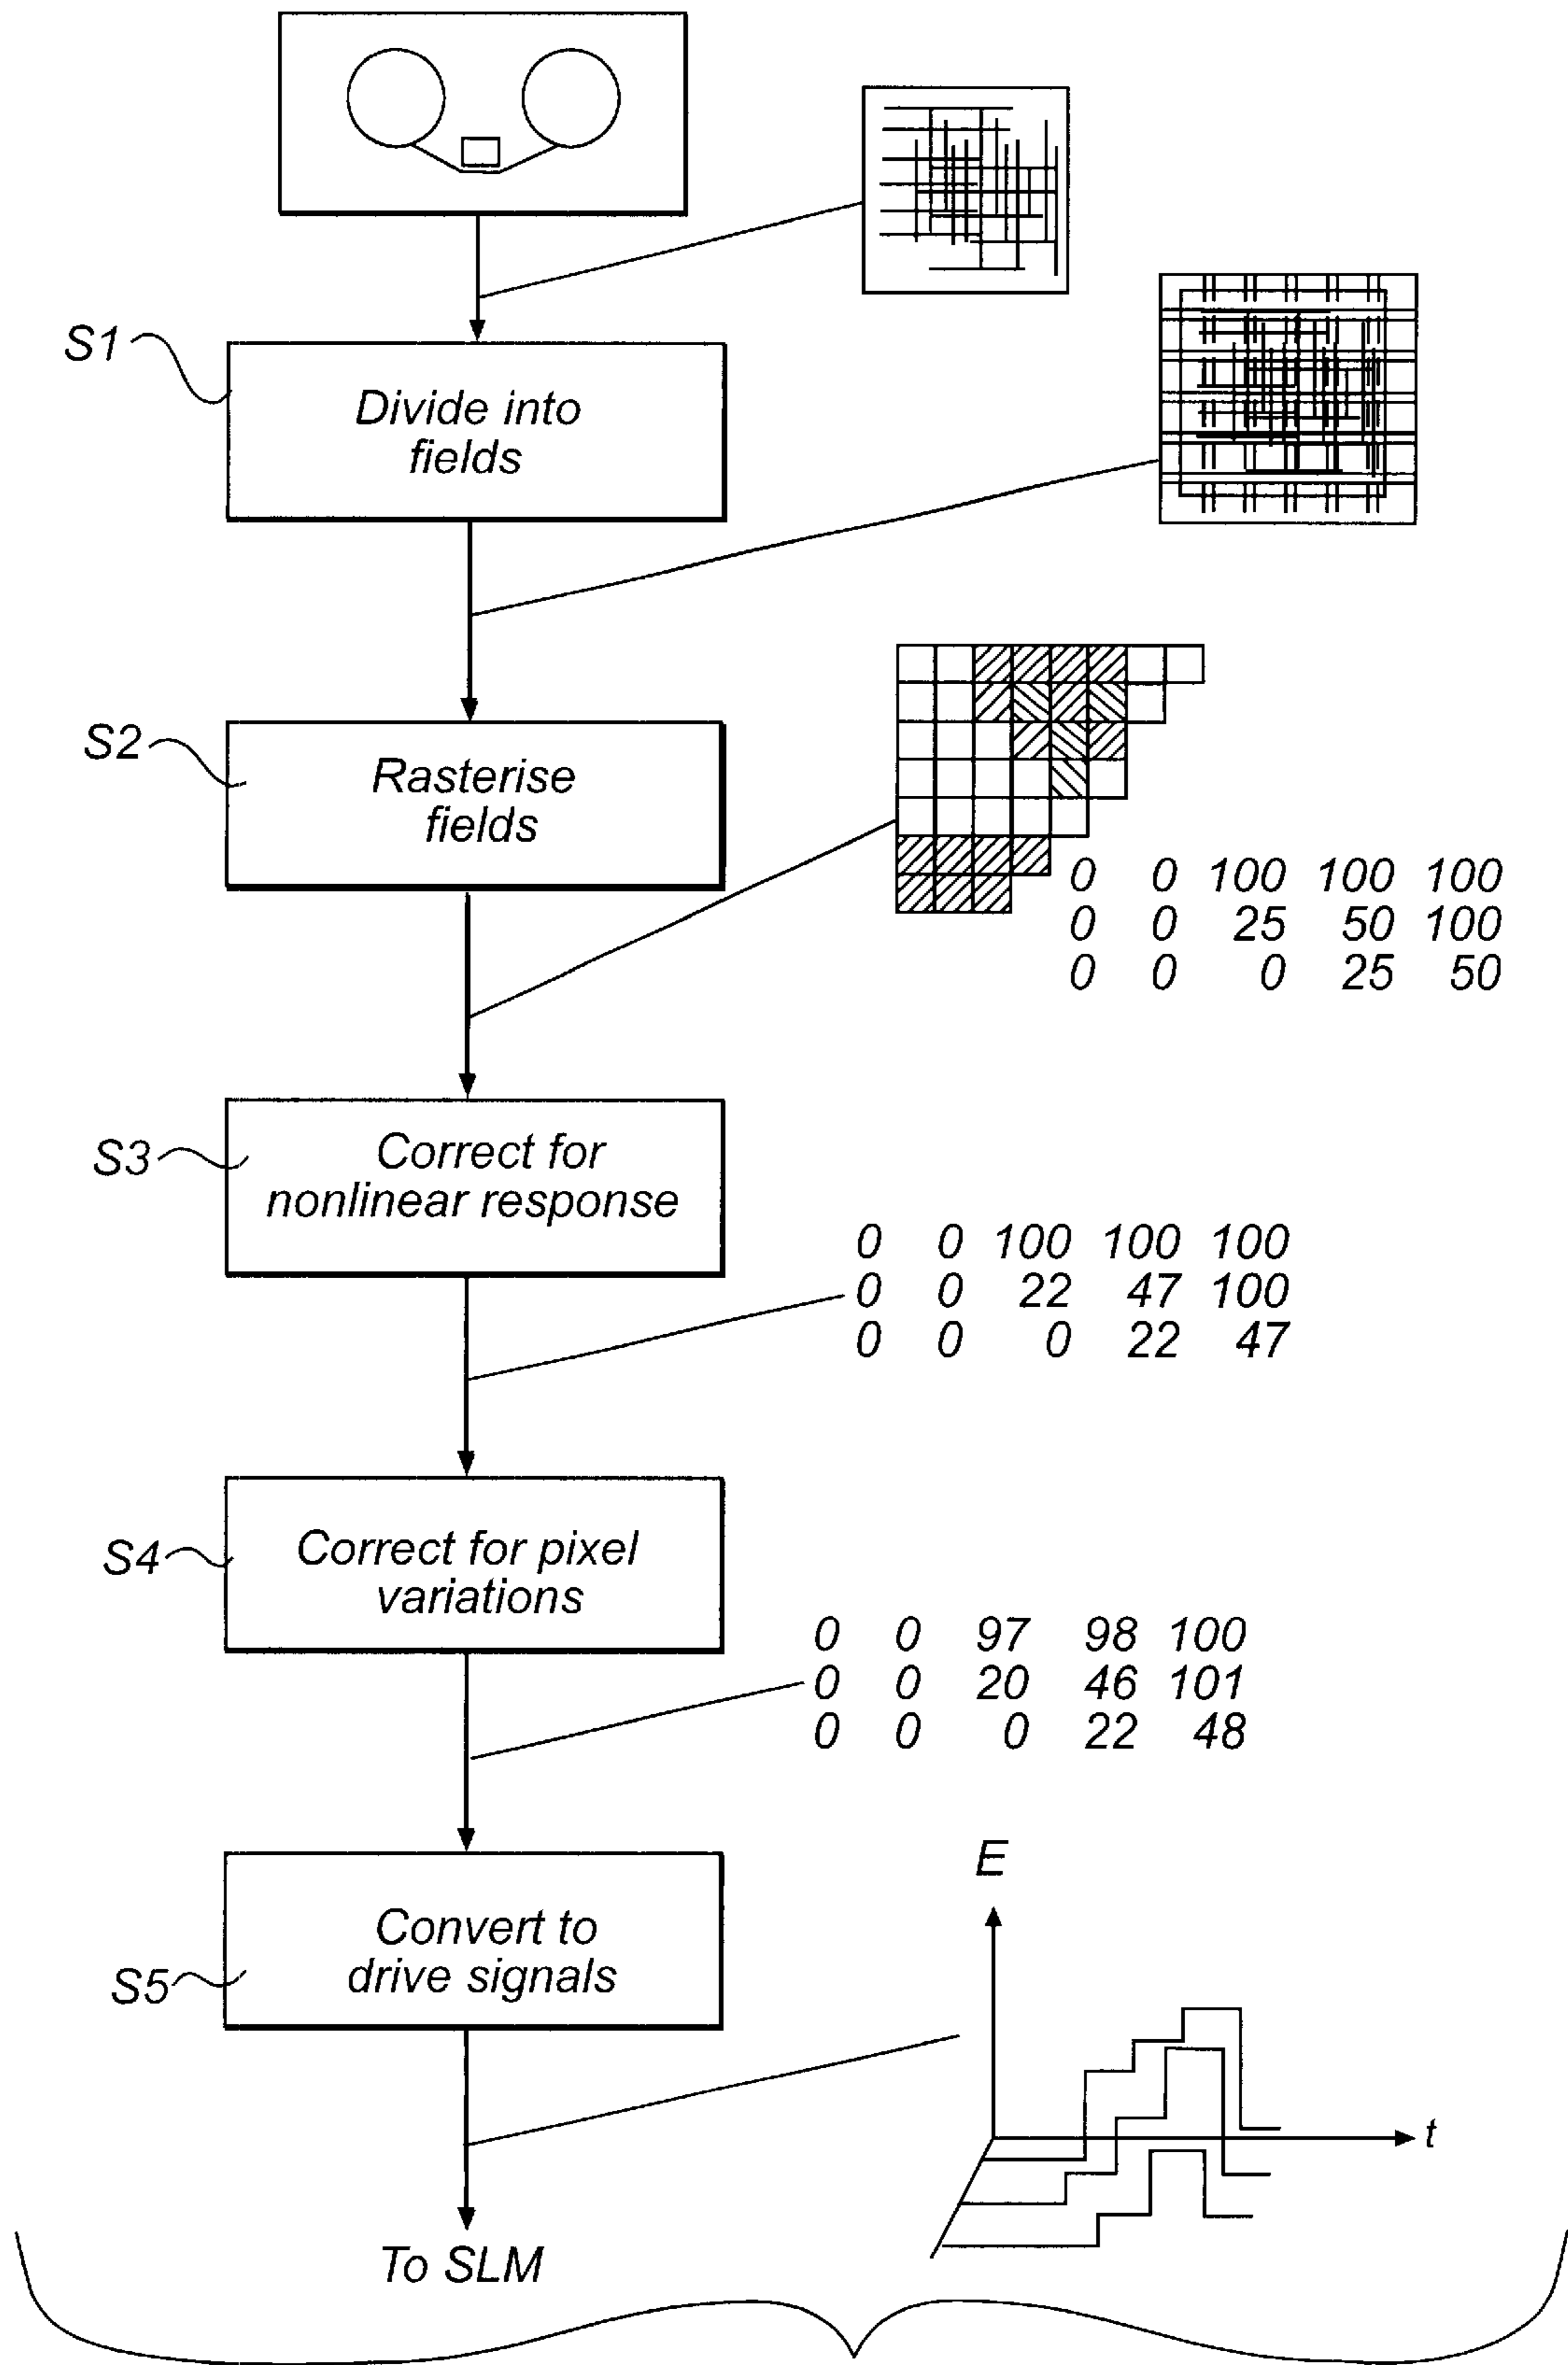 S1
Divide into
fields
S2
Rasterise
fields
0 0 100 100 100
0 0 25 50 100
0 0 0 25 50
S3
Correct for
nonlinear response
0 0 100 100 100
0 0 22 47 100
0 0 0 22 47
S4
Correct for pixel
variations
0 0 97 98 100
0 0 20 46 101
0 0 0 22 48
S5
Convert to
drive signals
E
t
To SLM